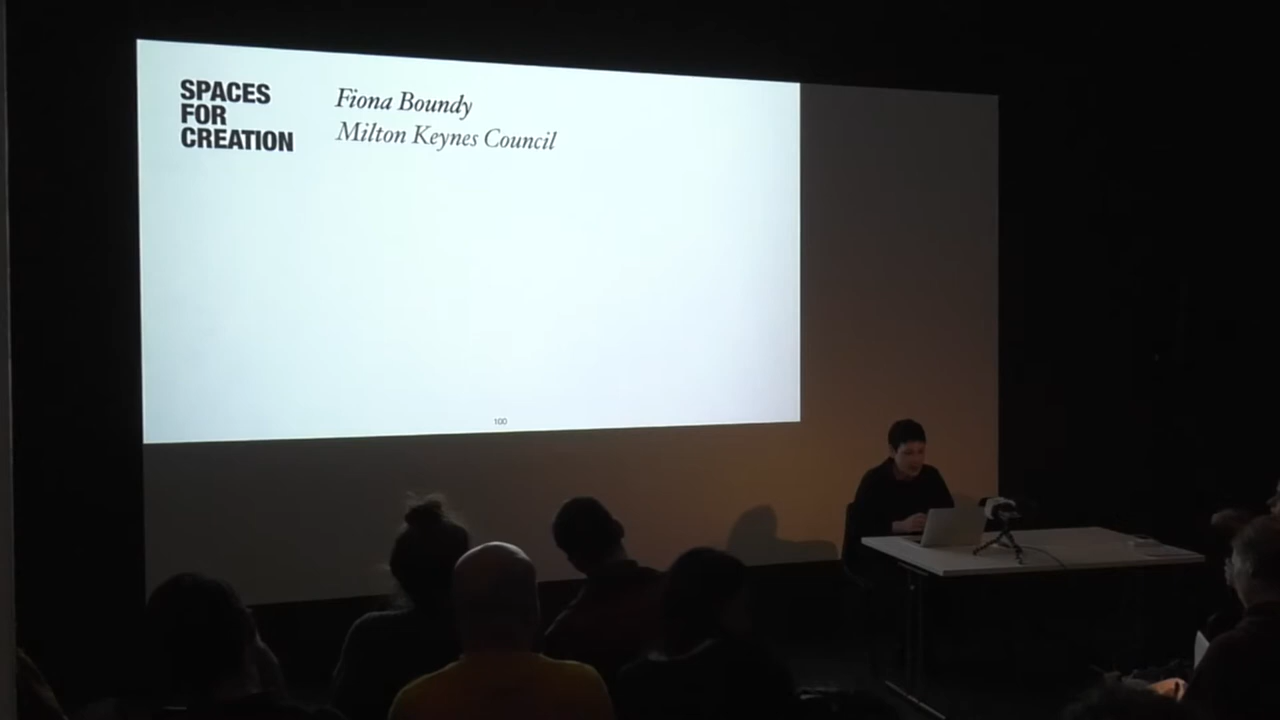 SPACES
FOR
CREATION
Fiona Boundy
Milton Keynes Council
100